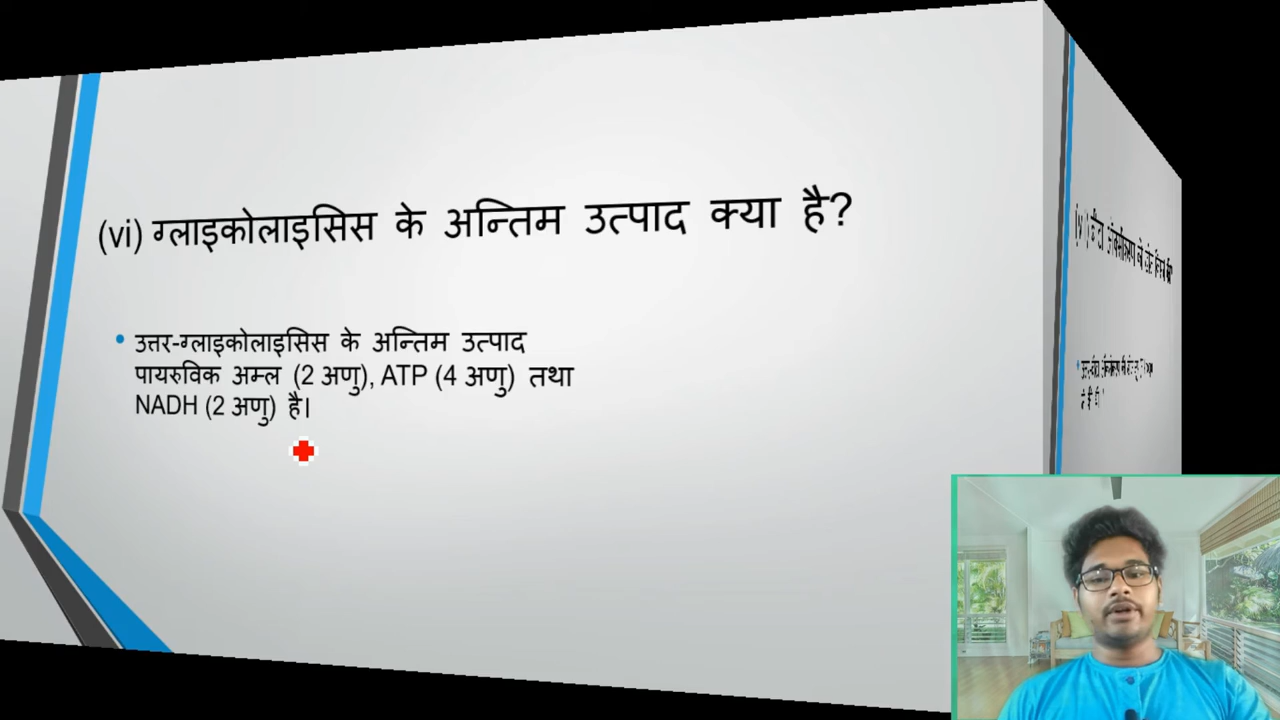 (vi) ग्लाइकोलाइसिस के अन्तिम उत्पाद क्या है?
• उत्तर-ग्लाइकोलाइसिस के अन्तिम उत्पाद
पायरुविक अम्ल (2 अणु), ATP (4 अणु) तथा
NADH (2 अणु) है।